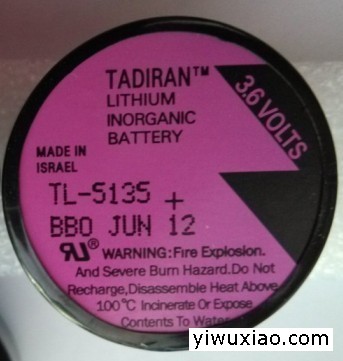 TADIRAN™
LITHIUM
INORGANIC
BATTERY
3.6 VOLTS
MADE IN
ISRAEL
TL-5135 +
BBO JUN 12
RU® WARNING:Fire Explosion.
And Severe Burn Hazard.Do Not
Recharge,Disassemble Heat Above
100°C Incinerate Or Expose
Contents To Water
yiwuxiao.com